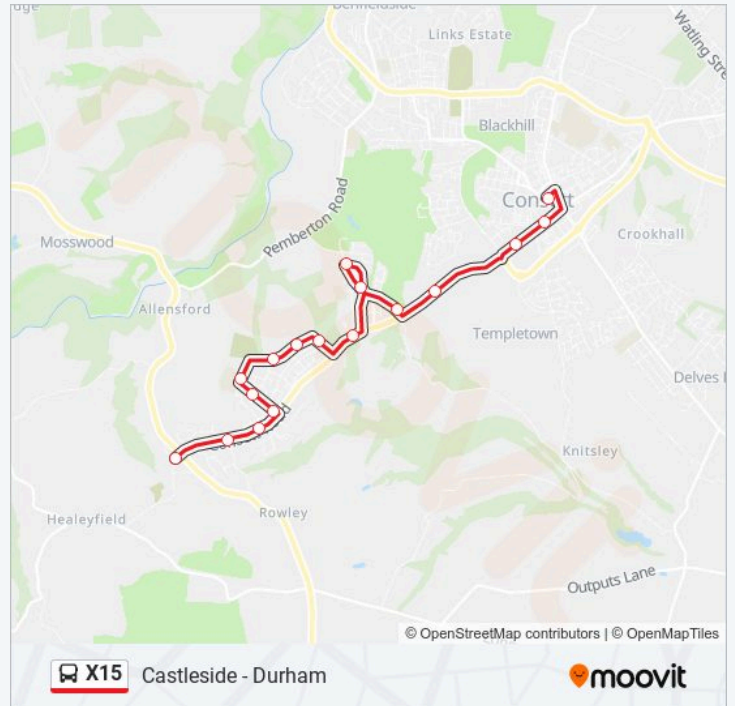 Links Estate
Watling Stre
Blackhill
Consett
Pemberton Road
Crookhall
Mosswood
Allensford
Templetown
Delves
Knitsley
Healeyfield
Rowley
Outputs Lane
© OpenStreetMap contributors | © OpenMapTiles
X15 Castleside - Durham
moovit